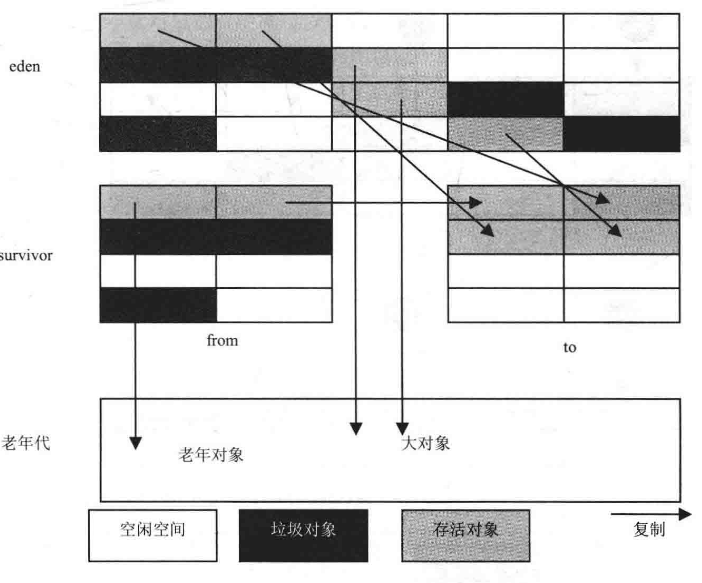 eden
survivor
from
to
老年代
老年对象
大对象
空闲空间
垃圾对象
存活对象
复制